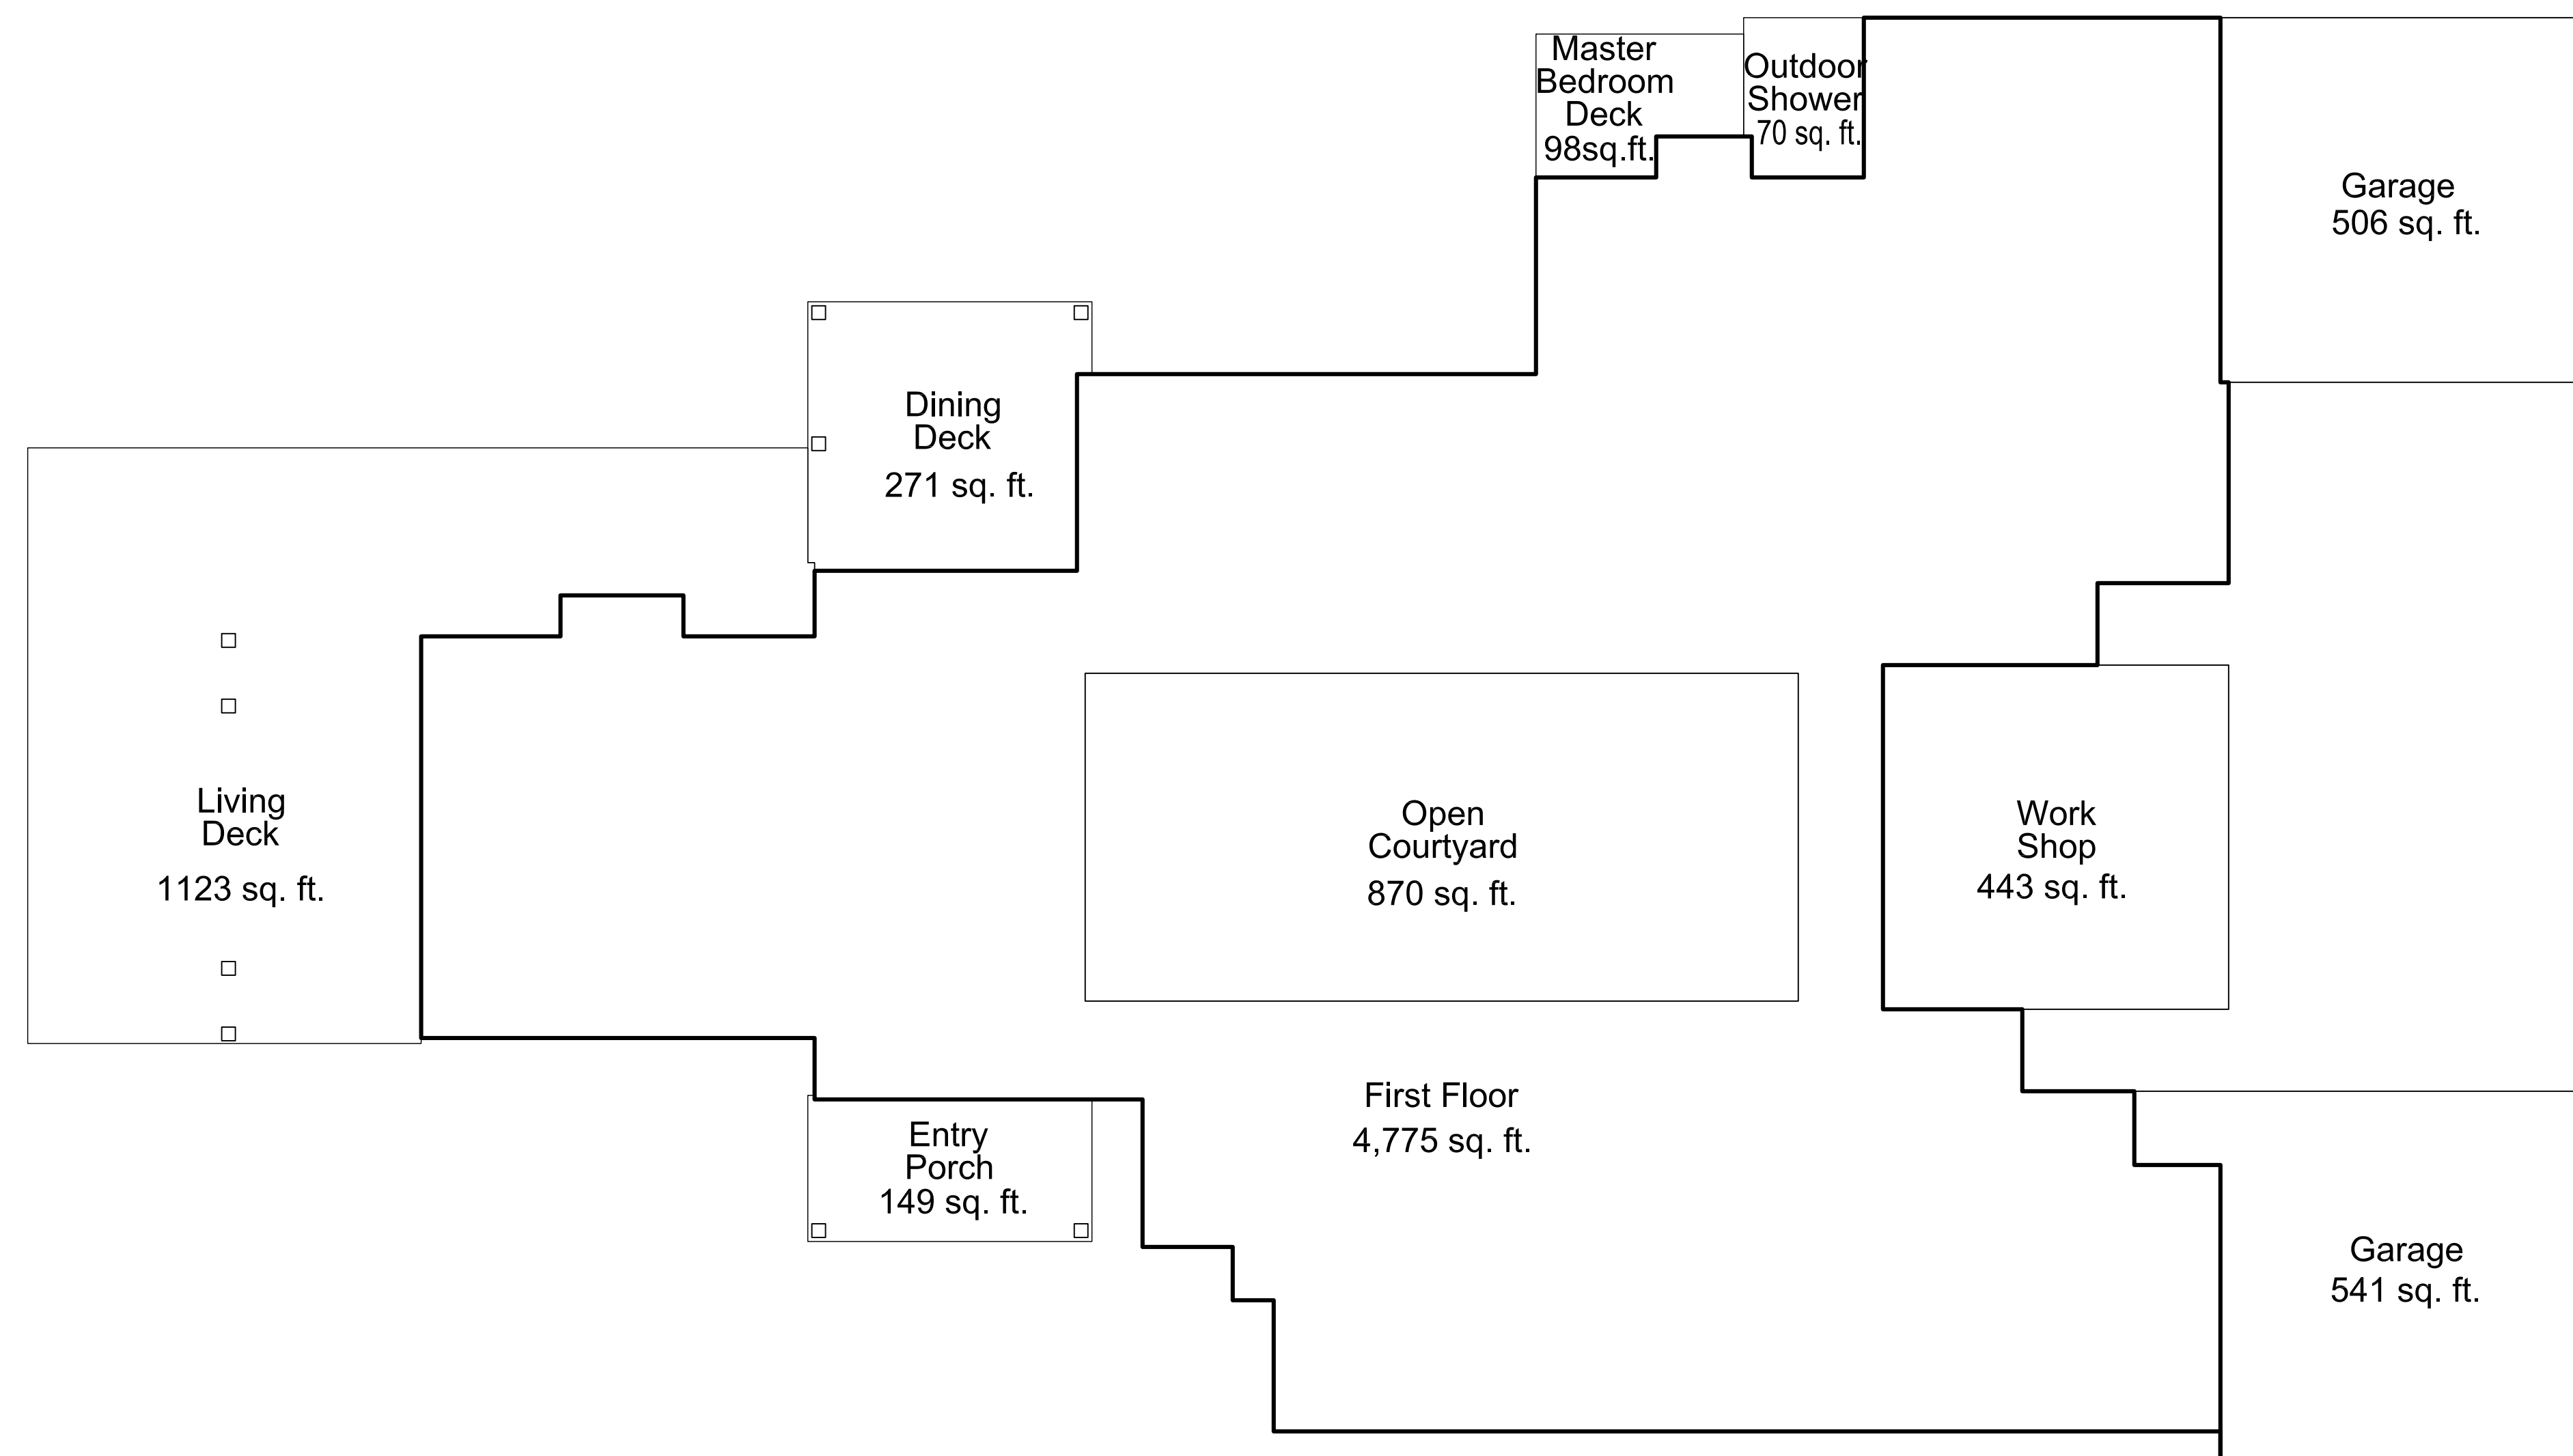 Master
Bedroom
Deck
98sq.ft.
Outdoor
Shower
70 sq. ft.
Garage
506 sq. ft.
Dining
Deck
271 sq. ft.
Living
Deck
1123 sq. ft.
Open
Courtyard
870 sq. ft.
Work
Shop
443 sq. ft.
First Floor
4,775 sq. ft.
Entry
Porch
149 sq. ft.
Garage
541 sq. ft.